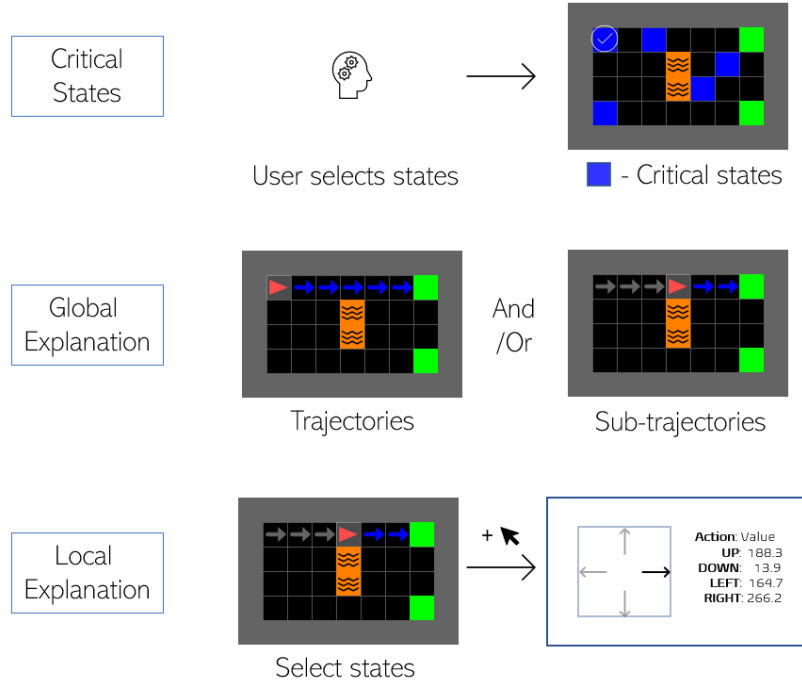 Critical
States
User selects states
- Critical states
Global
Explanation
And
/Or
Trajectories
Sub-trajectories
Local
Explanation
+
Action: Value
UP: 188.3
DOWN: 13.9
LEFT: 164.7
RIGHT: 266.2
Select states